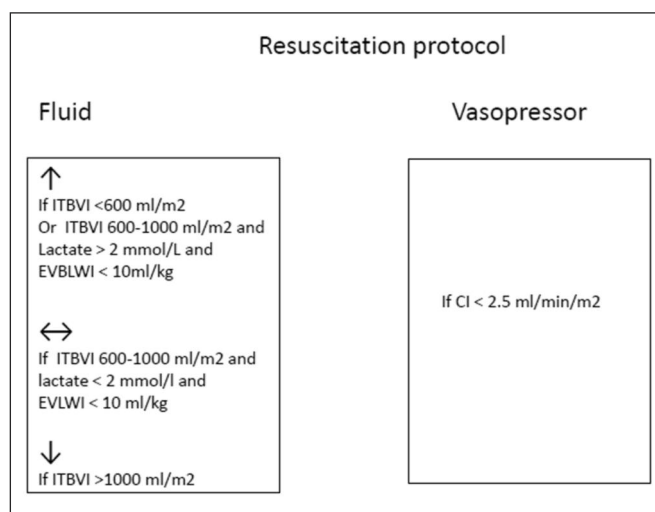 Resuscitation protocol
Fluid
Vasopressor
↑
If ITBVI <600 ml/m2
Or  ITBVI 600-1000 ml/m2 and
Lactate > 2 mmol/L and
EVBLWI < 10ml/kg
↔
If  ITBVI 600-1000 ml/m2 and
lactate < 2 mmol/l and
EVLWI < 10 ml/kg
↓
If ITBVI >1000 ml/m2
If CI < 2.5 ml/min/m2